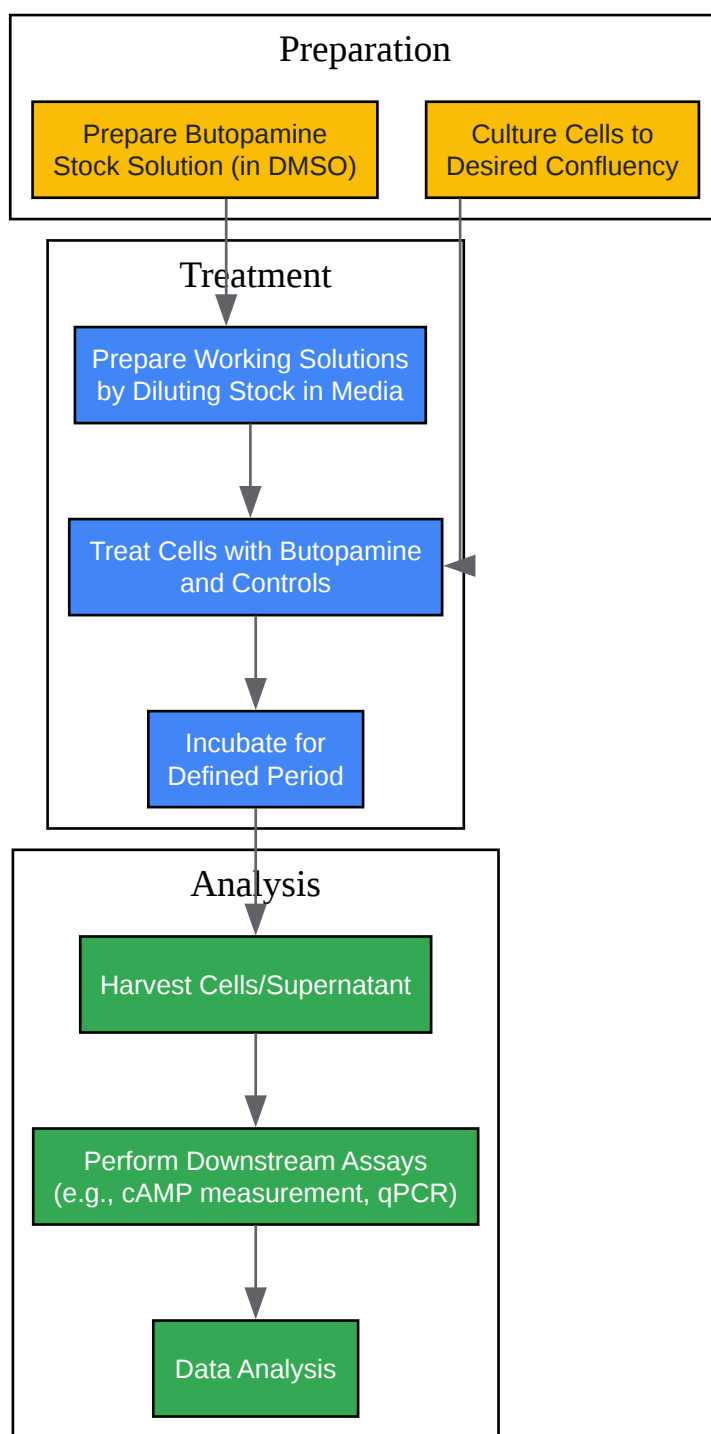 Preparation
Prepare Butopamine
Stock Solution (in DMSO)
Culture Cells to
Desired Confluency
Treatment
Prepare Working Solutions
by Diluting Stock in Media
Treat Cells with Butopamine
and Controls
Incubate for
Defined Period
Analysis
Harvest Cells/Supernatant
Perform Downstream Assays
(e.g., cAMP measurement, qPCR)
Data Analysis